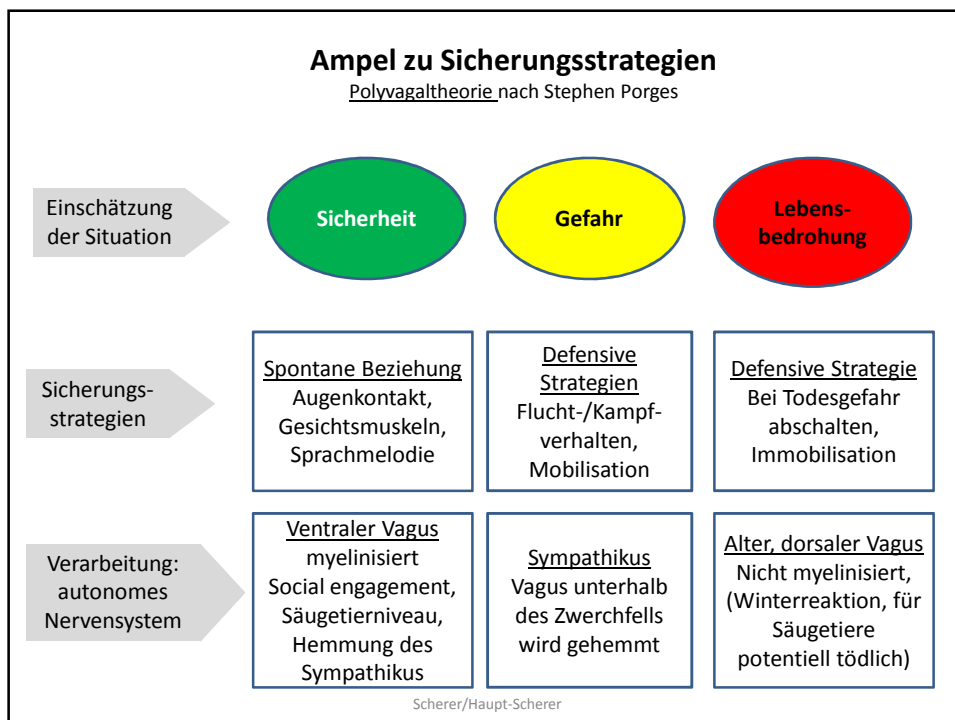 Ampel zu Sicherungsstrategien
Polyvagaltheorie nach Stephen Porges
Einschätzung
der Situation
Sicherheit
Gefahr
Lebens-
bedrohung
Sicherungs-
strategien
Spontane Beziehung
Augenkontakt,
Gesichtsmuskeln,
Sprachmelodie
Defensive
Strategien
Flucht-/Kampf-
verhalten,
Mobilisation
Defensive Strategie
Bei Todesgefahr
abschalten,
Immobilisation
Verarbeitung:
autonomes
Nervensystem
Ventraler Vagus
myelinisiert
Social engagement,
Säugetierniveau,
Hemmung des
Sympathikus
Sympathikus
Vagus unterhalb
des Zwerchfells
wird gehemmt
Alter, dorsaler Vagus
Nicht myelinisiert,
(Winterreaktion, für
Säugetiere
potentiell tödlich)
Scherer/Haupt-Scherer